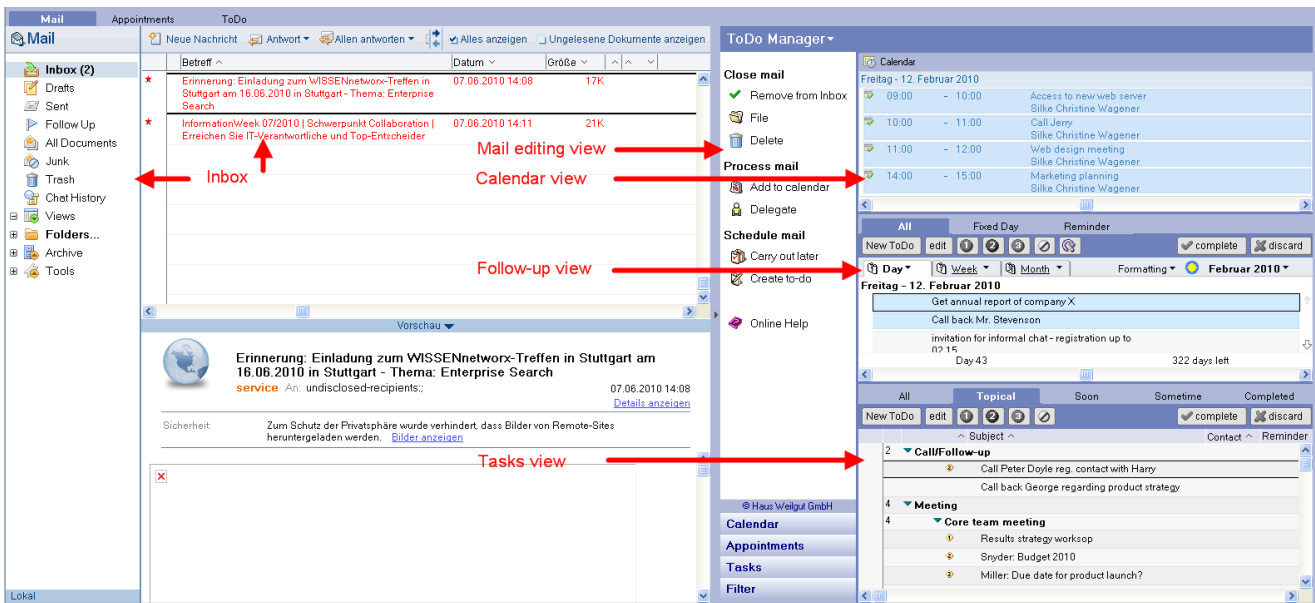 Mail Appointments ToDo
Mail
Neue Nachricht Antwort Allen antworten Alles anzeigen Ungelesene Dokumente anzeigen
Betreff Datum Größe
Inbox (2)
Drafts
Sent
Follow Up
All Documents
Junk
Trash
Chat History
Views
Folders...
Archive
Tools
Lokal
Erinnerung: Einladung zum WISSENnetworx-Treffen in
Stuttgart am 16.06.2010 in Stuttgart - Thema: Enterprise
Search
07.06.2010 14:08 17K
InformationWeek 07/2010 | Schwerpunkt Collaboration |
Erreichen Sie IT-Verantwortliche und Top-Entscheider
07.06.2010 14:11 21K
Inbox
Mail editing view
Calendar view
Follow-up view
Tasks view
Vorschau
Erinnerung: Einladung zum WISSENnetworx-Treffen in Stuttgart am
16.06.2010 in Stuttgart - Thema: Enterprise Search
service An: undisclosed-recipients:;
07.06.2010 14:08
Details anzeigen
Sicherheit:
Zum Schutz der Privatsphäre wurde verhindert, dass Bilder von Remote-Sites
heruntergeladen werden. Bilder anzeigen
ToDo Manager
Close mail
Remove from Inbox
File
Delete
Process mail
Add to calendar
Delegate
Schedule mail
Carry out later
Create to-do
Online Help
© Haus Weilgut GmbH
Calendar
Appointments
Tasks
Filter
Calendar
Freitag - 12. Februar 2010
09:00 - 10:00 Access to new web server
Silke Christine Wagener
10:00 - 11:00 Call Jerry
Silke Christine Wagener
11:00 - 12:00 Web design meeting
Silke Christine Wagener
14:00 - 15:00 Marketing planning
Silke Christine Wagener
All Fixed Day Reminder
New ToDo edit 1 2 3 complete discard
Day Week Month Formatting Februar 2010
Freitag - 12. Februar 2010
Get annual report of company X
Call back Mr. Stevenson
invitation for informal chat - registration up to
02.15
Day 43 322 days left
All Topical Soon Sometime Completed
New ToDo edit 1 2 3 complete discard
Subject Contact Reminder
2 Call/Follow-up
2 Call Peter Doyle reg. contact with Harry
Call back George regarding product strategy
4 Meeting
4 Core team meeting
1 Results strategy worksop
2 Snyder: Budget 2010
2 Miller: Due date for product launch?